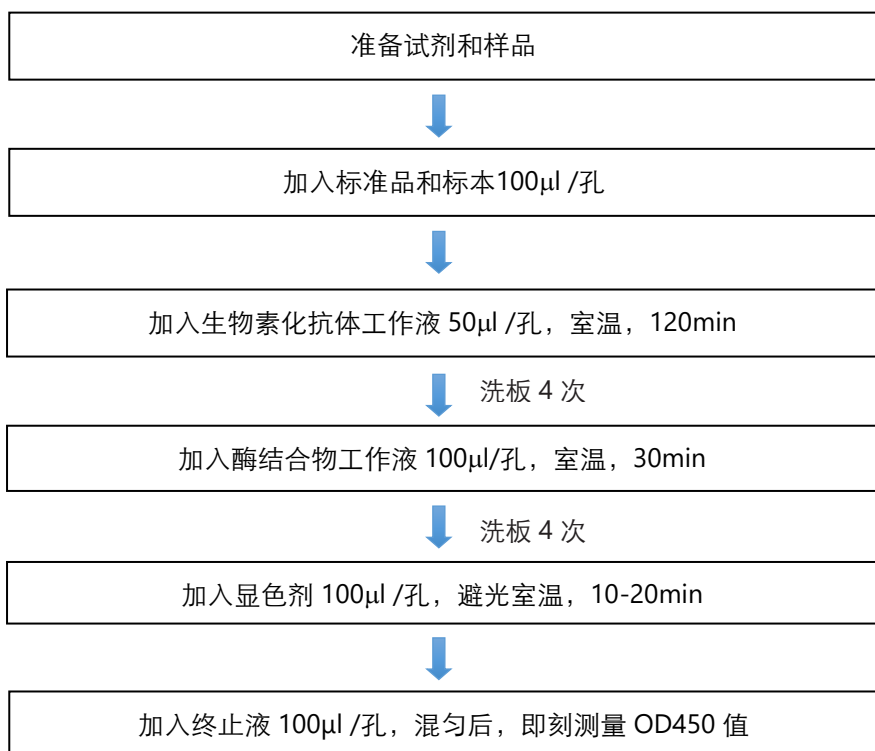 准备试剂和样品
加入标准品和标本100μl /孔
加入生物素化抗体工作液 50μl /孔，室温，120min
洗板 4 次
加入酶结合物工作液 100μl/孔，室温，30min
洗板 4 次
加入显色剂 100μl /孔，避光室温，10-20min
加入终止液 100μl /孔，混匀后，即刻测量 OD450 值